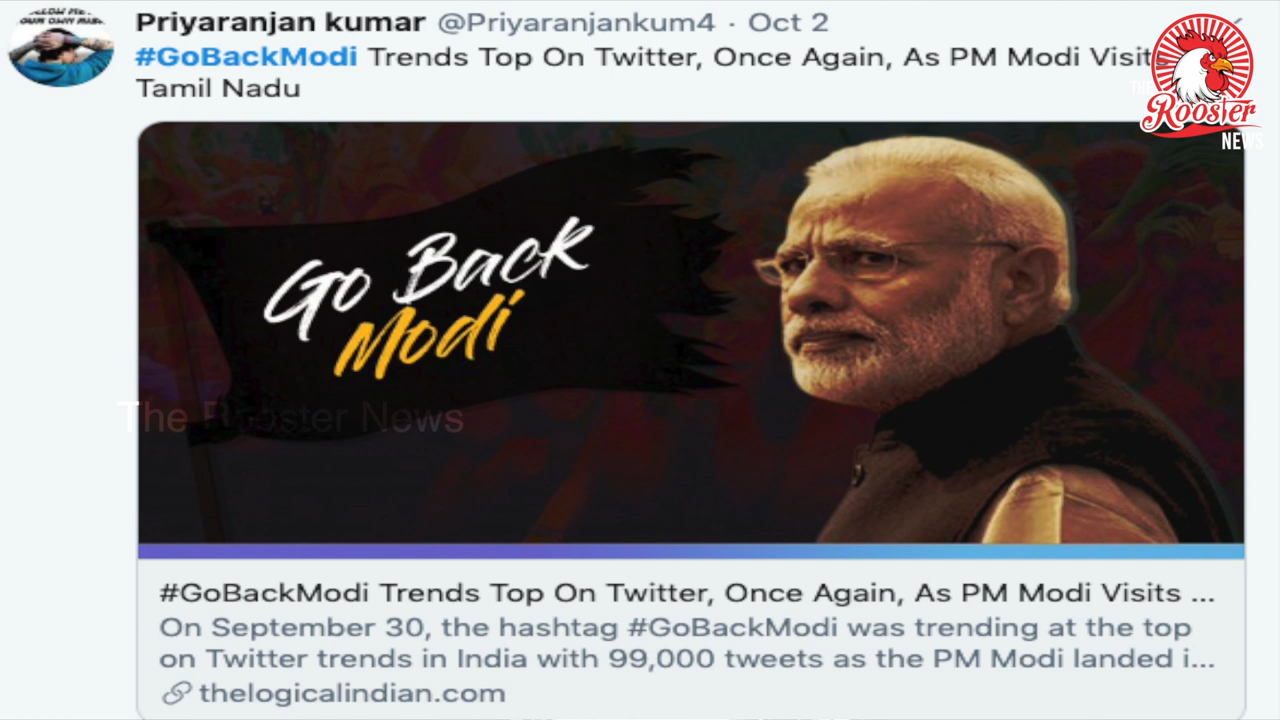 Priyaranjan kumar @Priyaranjankum4 · Oct 2
#GoBackModi Trends Top On Twitter, Once Again, As PM Modi Visits
Tamil Nadu
THE
Rooster
NEWS
Go Back
Modi
The Rooster News
#GoBackModi Trends Top On Twitter, Once Again, As PM Modi Visits ...
On September 30, the hashtag #GoBackModi was trending at the top
on Twitter trends in India with 99,000 tweets as the PM Modi landed i...
thelogicalindian.com